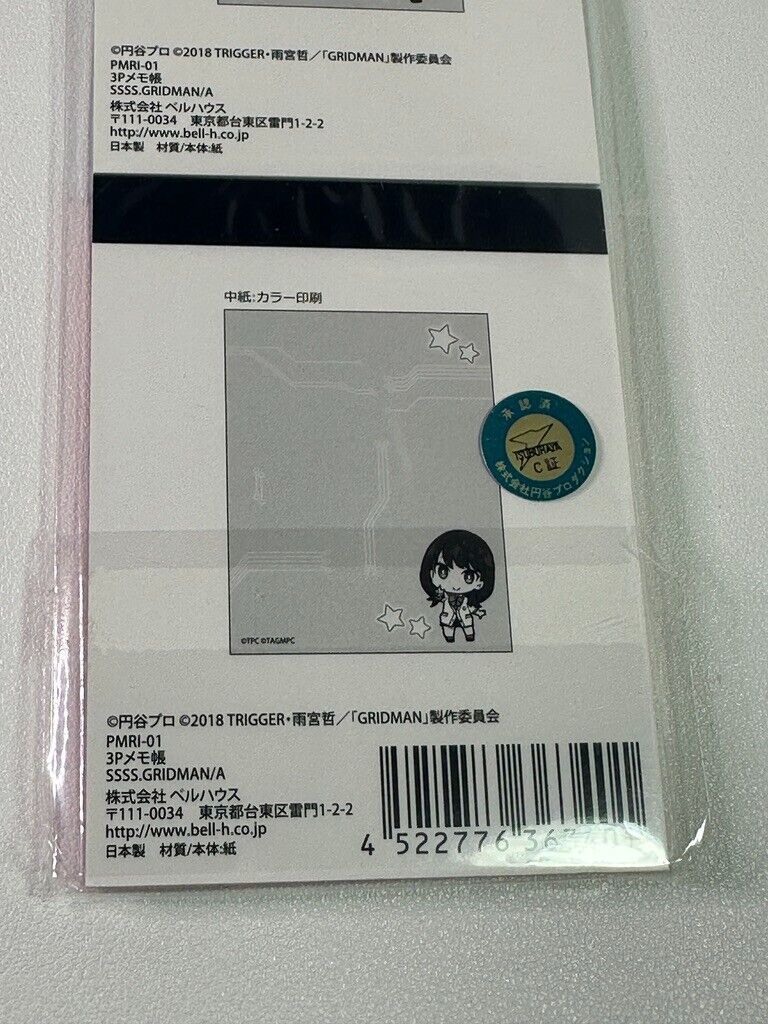 ©円谷プロ ©2018 TRIGGER・雨宮哲／「GRIDMAN」製作委員会
PMRI-01
3Pメモ帳
SSSS.GRIDMAN/A
株式会社 ベルハウス
〒111-0034 東京都台東区雷門1-2-2
http://www.bell-h.co.jp
日本製 材質/本体:紙
中紙:カラー印刷
承認済
TSUBURAYA
C証
株式会社円谷プロダクション
©TPC ©TAGMPC
©円谷プロ ©2018 TRIGGER・雨宮哲／「GRIDMAN」製作委員会
PMRI-01
3Pメモ帳
SSSS.GRIDMAN/A
株式会社 ベルハウス
〒111-0034 東京都台東区雷門1-2-2
http://www.bell-h.co.jp
日本製 材質/本体:紙
4 522776